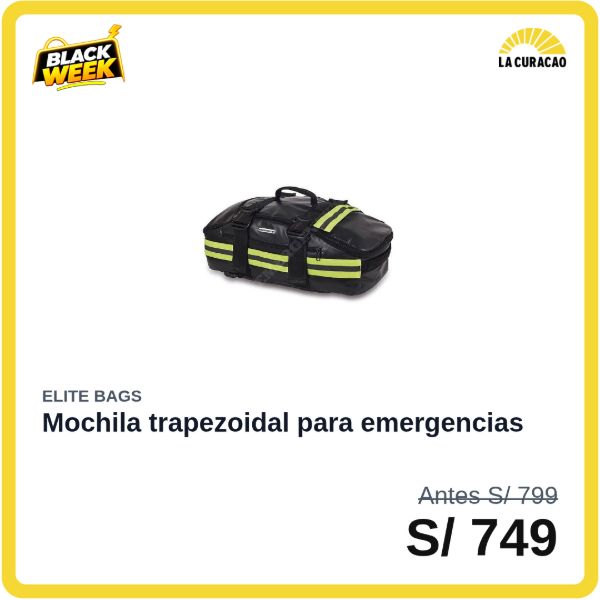 BLACK
WEEK
LA CURACAO
ELITE BAGS
Mochila trapezoidal para emergencias
Antes S/ 799
S/ 749